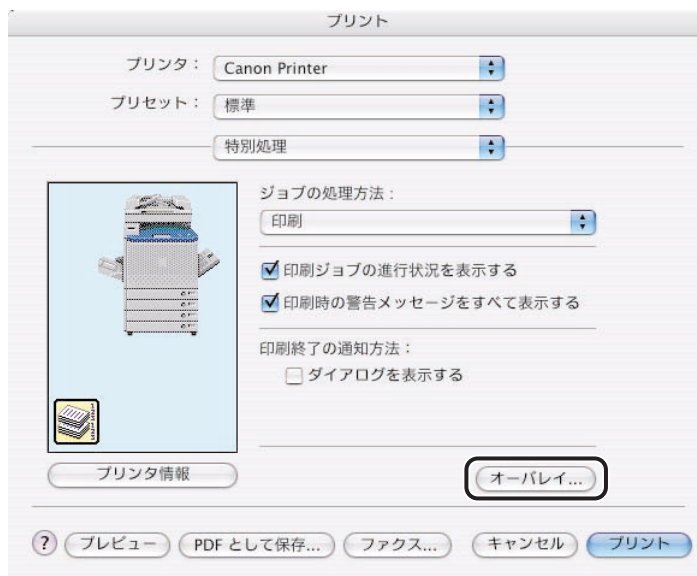 プリント
プリンタ： Canon Printer
プリセット： 標準
特別処理
ジョブの処理方法：
印刷
印刷ジョブの進行状況を表示する
印刷時の警告メッセージをすべて表示する
印刷終了の通知方法：
ダイアログを表示する
プリンタ情報 オーバレイ...
? プレビュー PDF として保存... ファクス... キャンセル プリント